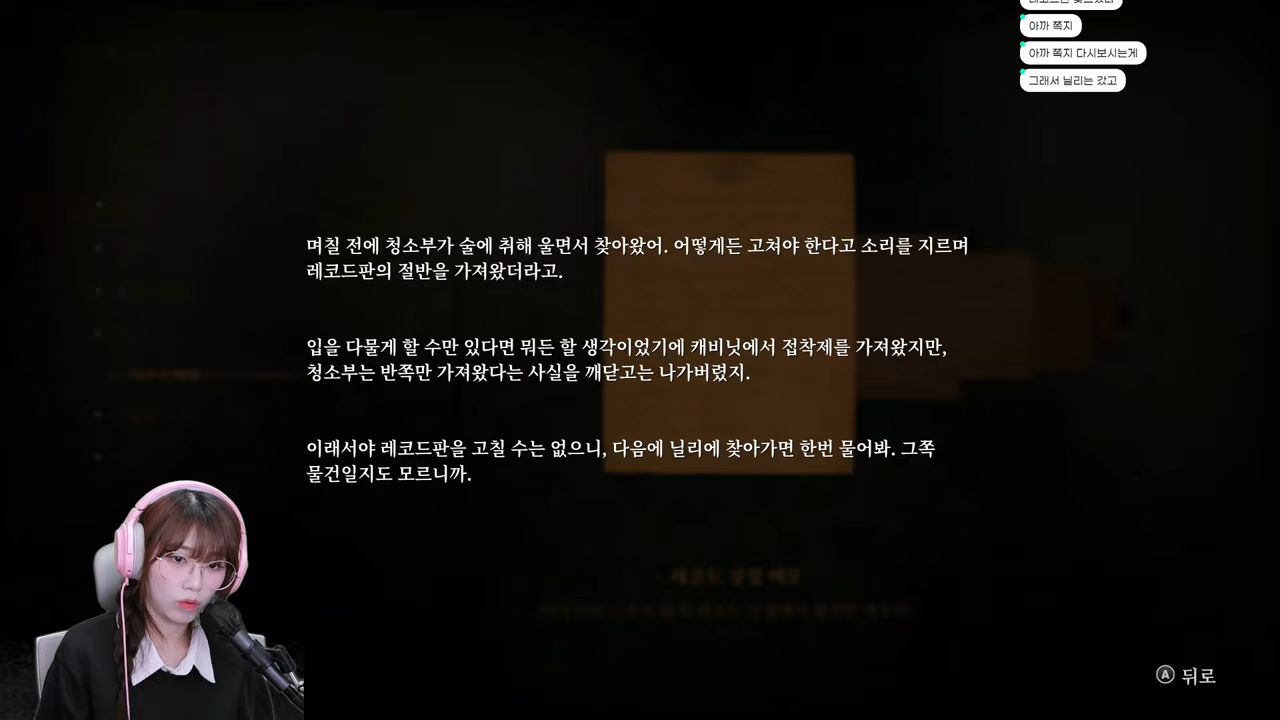 아까 쪽지
아까 쪽지 다시보시는게
그래서 닐리는 갔고
며칠 전에 청소부가 술에 취해 울면서 찾아왔어. 어떻게든 고쳐야 한다고 소리를 지르며
레코드판의 절반을 가져왔더라고.
입을 다물게 할 수만 있다면 뭐든 할 생각이었기에 캐비닛에서 접착제를 가져왔지만,
청소부는 반쪽만 가져왔다는 사실을 깨닫고는 나가버렸지.
이래서야 레코드판을 고칠 수는 없으니, 다음에 닐리에 찾아가면 한번 물어봐. 그쪽
물건일지도 모르니까.
레코드 상점 메모
A 뒤로